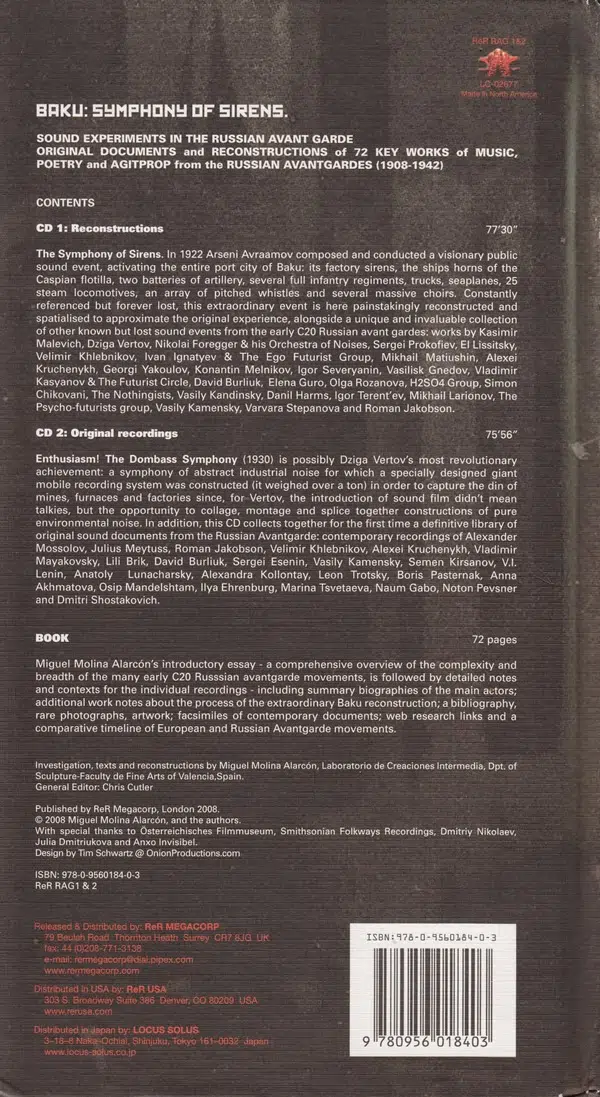 ReR RAG 1&2
LC-02677
Made in North America
BAKU: SYMPHONY OF SIRENS.
SOUND EXPERIMENTS IN THE RUSSIAN AVANT GARDE
ORIGINAL DOCUMENTS and RECONSTRUCTIONS of 72 KEY WORKS of MUSIC,
POETRY and AGITPROP from the RUSSIAN AVANTGARDES (1908-1942)
CONTENTS
CD 1: Reconstructions 77'30"
The Symphony of Sirens. In 1922 Arseni Avraamov composed and conducted a visionary public
sound event, activating the entire port city of Baku: its factory sirens, the ships horns of the
Caspian flotilla, two batteries of artillery, several full infantry regiments, trucks, seaplanes, 25
steam locomotives, an array of pitched whistles and several massive choirs. Constantly
referenced but forever lost, this extraordinary event is here painstakingly reconstructed and
spatialised to approximate the original experience, alongside a unique and invaluable collection
of other known but lost sound events from the early C20 Russian avant gardes: works by Kasimir
Malevich, Dziga Vertov, Nikolai Foregger & his Orchestra of Noises, Sergei Prokofiev, El Lissitsky,
Velimir Khlebnikov, Ivan Ignatyev & The Ego Futurist Group, Mikhail Matiushin, Alexei
Kruchenykh, Georgi Yakoulov, Konantin Melnikov, Igor Severyanin, Vasilisk Gnedov, Vladimir
Kasyanov & The Futurist Circle, David Burliuk, Elena Guro, Olga Rozanova, H2SO4 Group, Simon
Chikovani, The Nothingists, Vasily Kandinsky, Danil Harms, Igor Terent'ev, Mikhail Larionov, The
Psycho-futurists group, Vasily Kamensky, Varvara Stepanova and Roman Jakobson.
CD 2: Original recordings 75'56"
Enthusiasm! The Dombass Symphony (1930) is possibly Dziga Vertov's most revolutionary
achievement: a symphony of abstract industrial noise for which a specially designed giant
mobile recording system was constructed (it weighed over a ton) in order to capture the din of
mines, furnaces and factories since, for Vertov, the introduction of sound film didn't mean
talkies, but the opportunity to collage, montage and splice together constructions of pure
environmental noise. In addition, this CD collects together for the first time a definitive library of
original sound documents from the Russian Avantgarde: contemporary recordings of Alexander
Mossolov, Julius Meytuss, Roman Jakobson, Velimir Khlebnikov, Alexei Kruchenykh, Vladimir
Mayakovsky, Lili Brik, David Burliuk, Sergei Esenin, Vasily Kamensky, Semen Kirsanov, V.I.
Lenin, Anatoly Lunacharsky, Alexandra Kollontay, Leon Trotsky, Boris Pasternak, Anna
Akhmatova, Osip Mandelshtam, Ilya Ehrenburg, Marina Tsvetaeva, Naum Gabo, Noton Pevsner
and Dmitri Shostakovich.
BOOK 72 pages
Miguel Molina Alarcón's introductory essay - a comprehensive overview of the complexity and
breadth of the many early C20 Russsian avantgarde movements, is followed by detailed notes
and contexts for the individual recordings - including summary biographies of the main actors;
additional work notes about the process of the extraordinary Baku reconstruction; a bibliography,
rare photographs, artwork; facsimiles of contemporary documents; web research links and a
comparative timeline of European and Russian Avantgarde movements.
Investigation, texts and reconstructions by Miguel Molina Alarcón, Laboratorio de Creaciones Intermedia, Dpt. of
Sculpture-Faculty de Fine Arts of Valencia,Spain.
General Editor: Chris Cutler
Published by ReR Megacorp, London 2008.
© 2008 Miguel Molina Alarcón, and the authors.
With special thanks to Österreichisches Filmmuseum, Smithsonian Folkways Recordings, Dmitriy Nikolaev,
Julia Dmitriukova and Anxo Invisibel.
Design by Tim Schwartz @ OnionProductions.com
ISBN: 978-0-9560184-0-3
ReR RAG1 & 2
Released & Distributed by: ReR MEGACORP
79 Beulah Road Thornton Heath Surrey CR7 8JG UK
fax: 44 (0)208-771-3138
e-mail: rermegacorp@dial.pipex.com
www.rermegacorp.com
Distributed in USA by: ReR USA
303 S. Broadway Suite 386 Denver, CO 80209 USA
www.rerusa.com
Distributed in Japan by: LOCUS SOLUS
3-18-8 Naka-Ochiai, Shinjuku, Tokyo 161-0032 Japan
www.locus-solus.co.jp
ISBN: 978-0-9560184-0-3
9 780956 018403